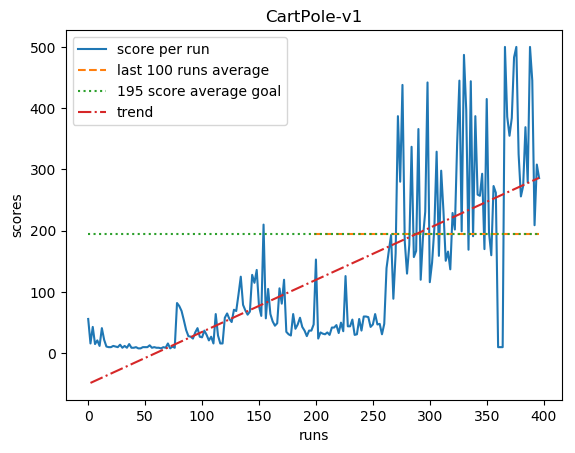 CartPole-v1
score per run
last 100 runs average
195 score average goal
trend
scores
500
400
300
200
100
0
0 50 100 150 200 250 300 350 400
runs